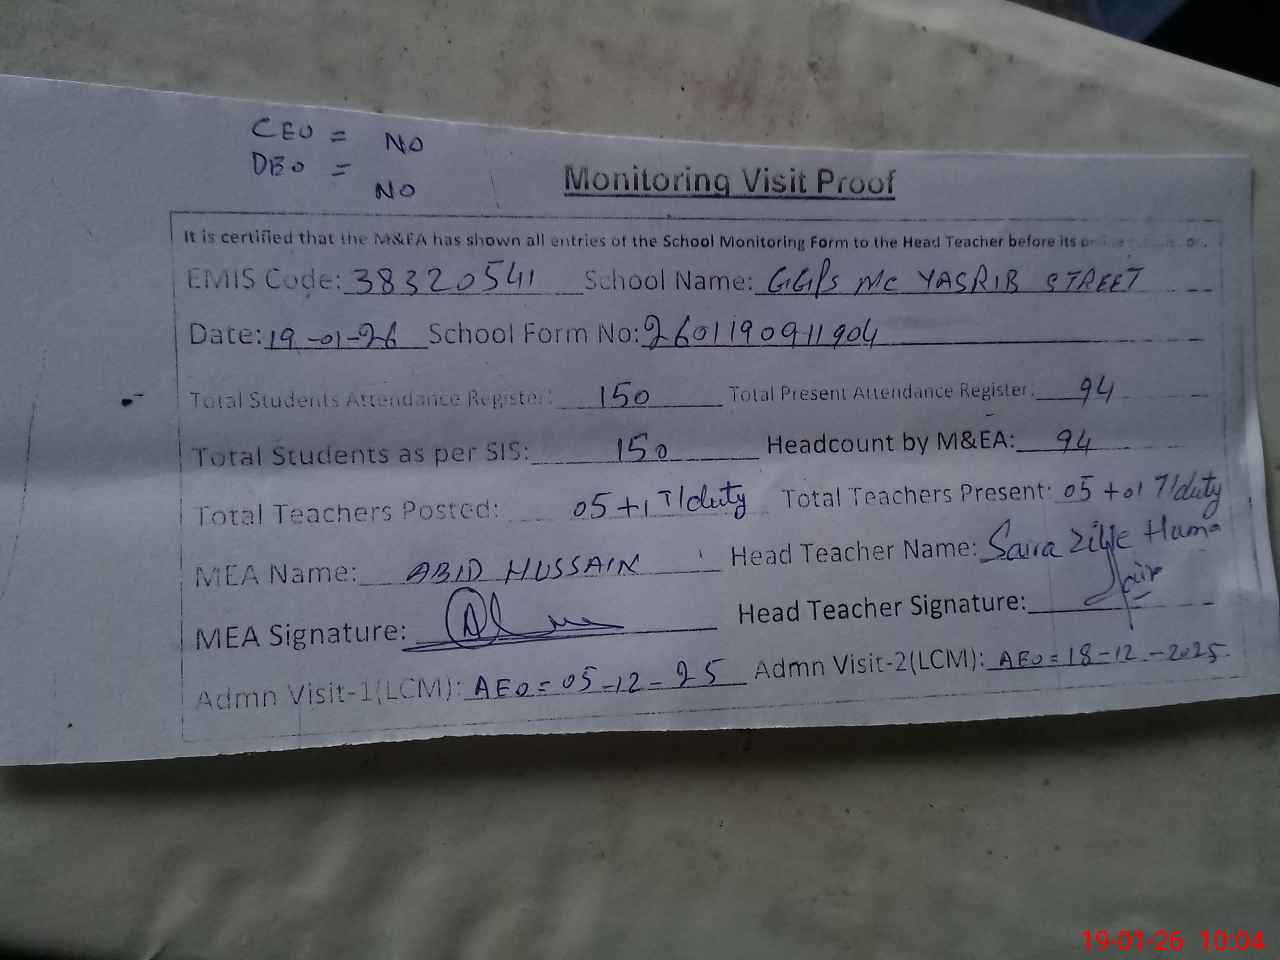 CEO = NO
DEO = NO
Monitoring Visit Proof
It is certified that the M&EA has shown all entries of the School Monitoring Form to the Head Teacher before its
EMIS Code: 38320541 School Name: GGPS MC YASRIB STREET
Date: 19-01-26 School Form No: 2601190911904
Total Students Attendance Register: 150 Total Present Attendance Register: 94
Total Students as per SIS: 150 Headcount by M&EA: 94
Total Teachers Posted: 05+1 T/duty Total Teachers Present: 05+01 T/duty
MEA Name: ABID HUSSAIN Head Teacher Name: Saira Zille Huma
MEA Signature: Head Teacher Signature:
Admn Visit-1(LCM): AEO = 05-12-25 Admn Visit-2(LCM): AEO = 18-12-2025
19-01-26 10:04